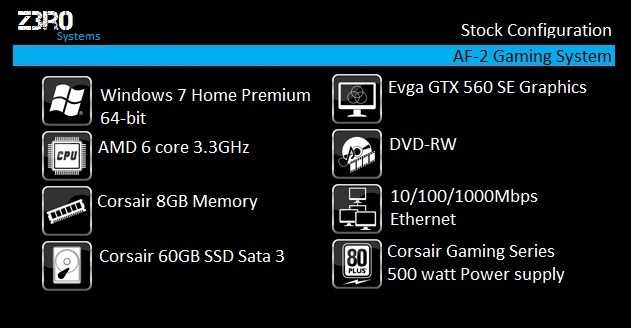 Z3R0
Systems
Stock Configuration
AF-2 Gaming System
Windows 7 Home Premium
64-bit
AMD 6 core 3.3GHz
Corsair 8GB Memory
Corsair 60GB SSD Sata 3
Evga GTX 560 SE Graphics
DVD-RW
10/100/1000Mbps
Ethernet
Corsair Gaming Series
500 watt Power supply
CPU
80
PLUS